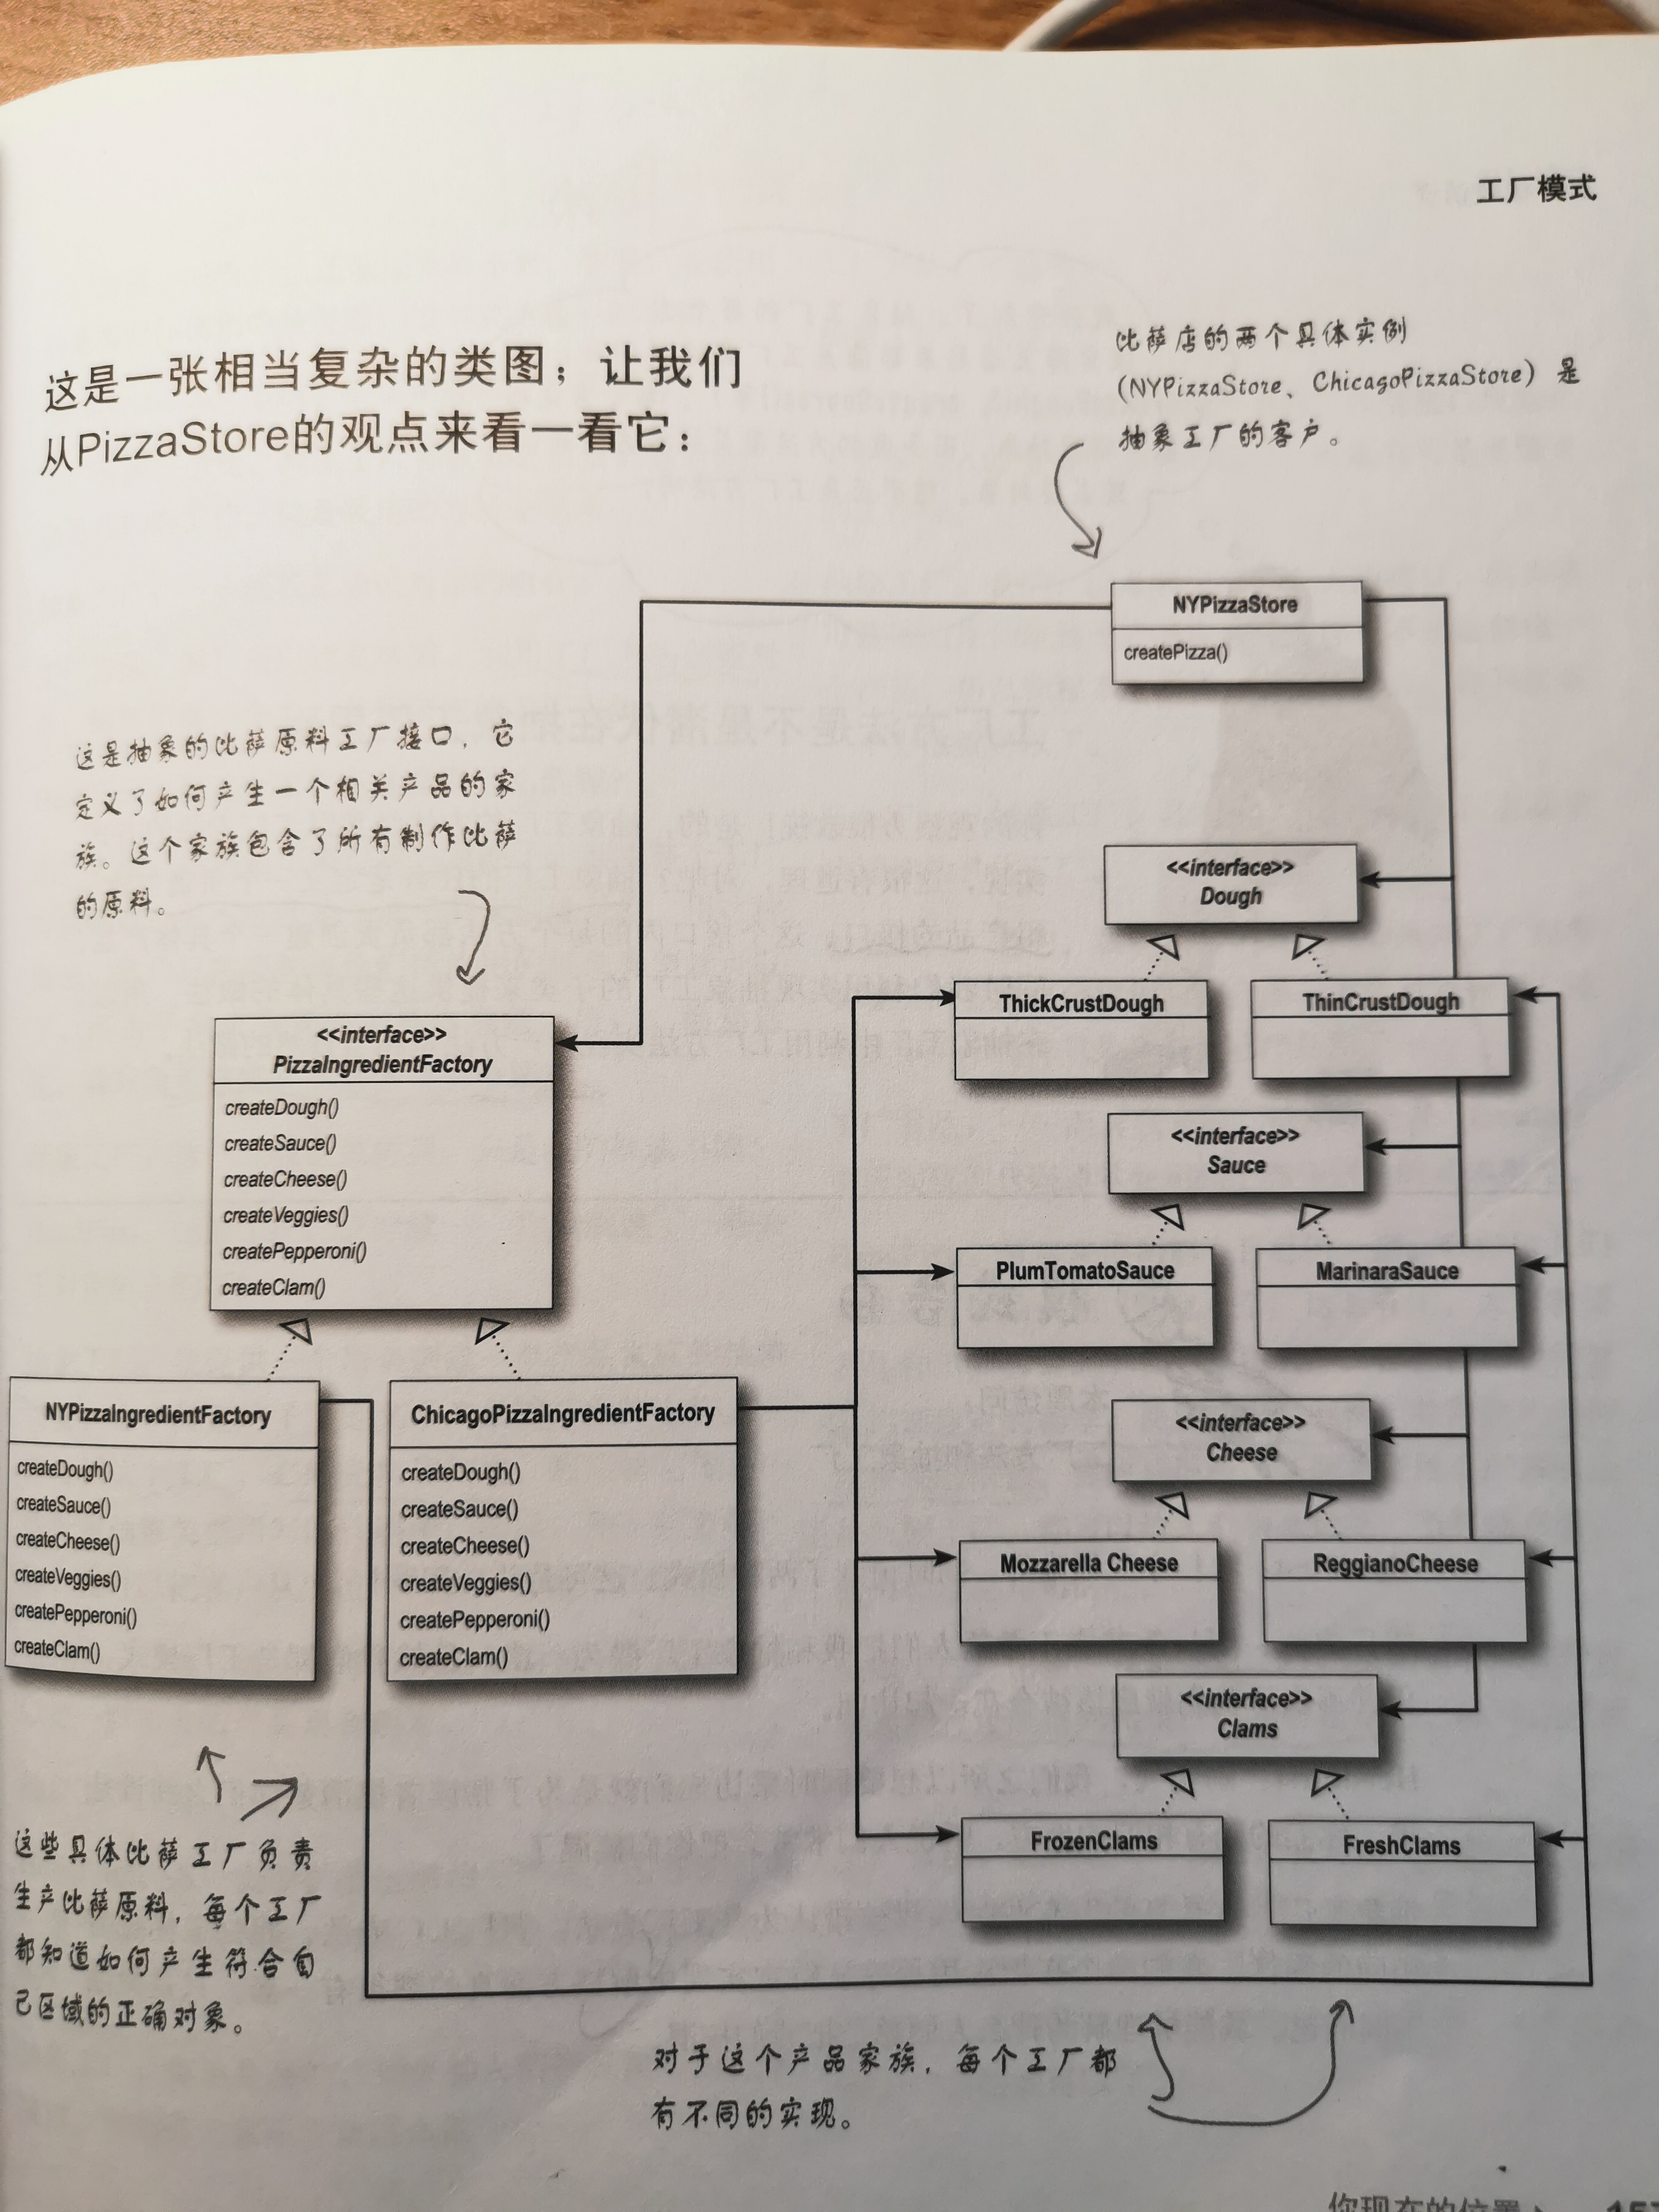 工厂模式
这是一张相当复杂的类图；让我们
从PizzaStore的观点来看一看它：
比萨店的两个具体实例
(NYPizzaStore、ChicagoPizzaStore) 是
抽象工厂的客户。
NYPizzaStore
createPizza()
这是抽象的比萨原料工厂接口，它
定义了如何产生一个相关产品的家
族。这个家族包含了所有制作比萨
的原料。
<<interface>>
PizzaIngredientFactory
createDough()
createSauce()
createCheese()
createVeggies()
createPepperoni()
createClam()
NYPizzaIngredientFactory
createDough()
createSauce()
createCheese()
createVeggies()
createPepperoni()
createClam()
ChicagoPizzaIngredientFactory
createDough()
createSauce()
createCheese()
createVeggies()
createPepperoni()
createClam()
<<interface>>
Dough
ThickCrustDough
ThinCrustDough
<<interface>>
Sauce
PlumTomatoSauce
MarinaraSauce
<<interface>>
Cheese
Mozzarella Cheese
ReggianoCheese
<<interface>>
Clams
FrozenClams
FreshClams
这些具体比萨工厂负责
生产比萨原料，每个工厂
都知道如何产生符合自
己区域的正确对象。
对于这个产品家族，每个工厂都
有不同的实现。
你现在的位置